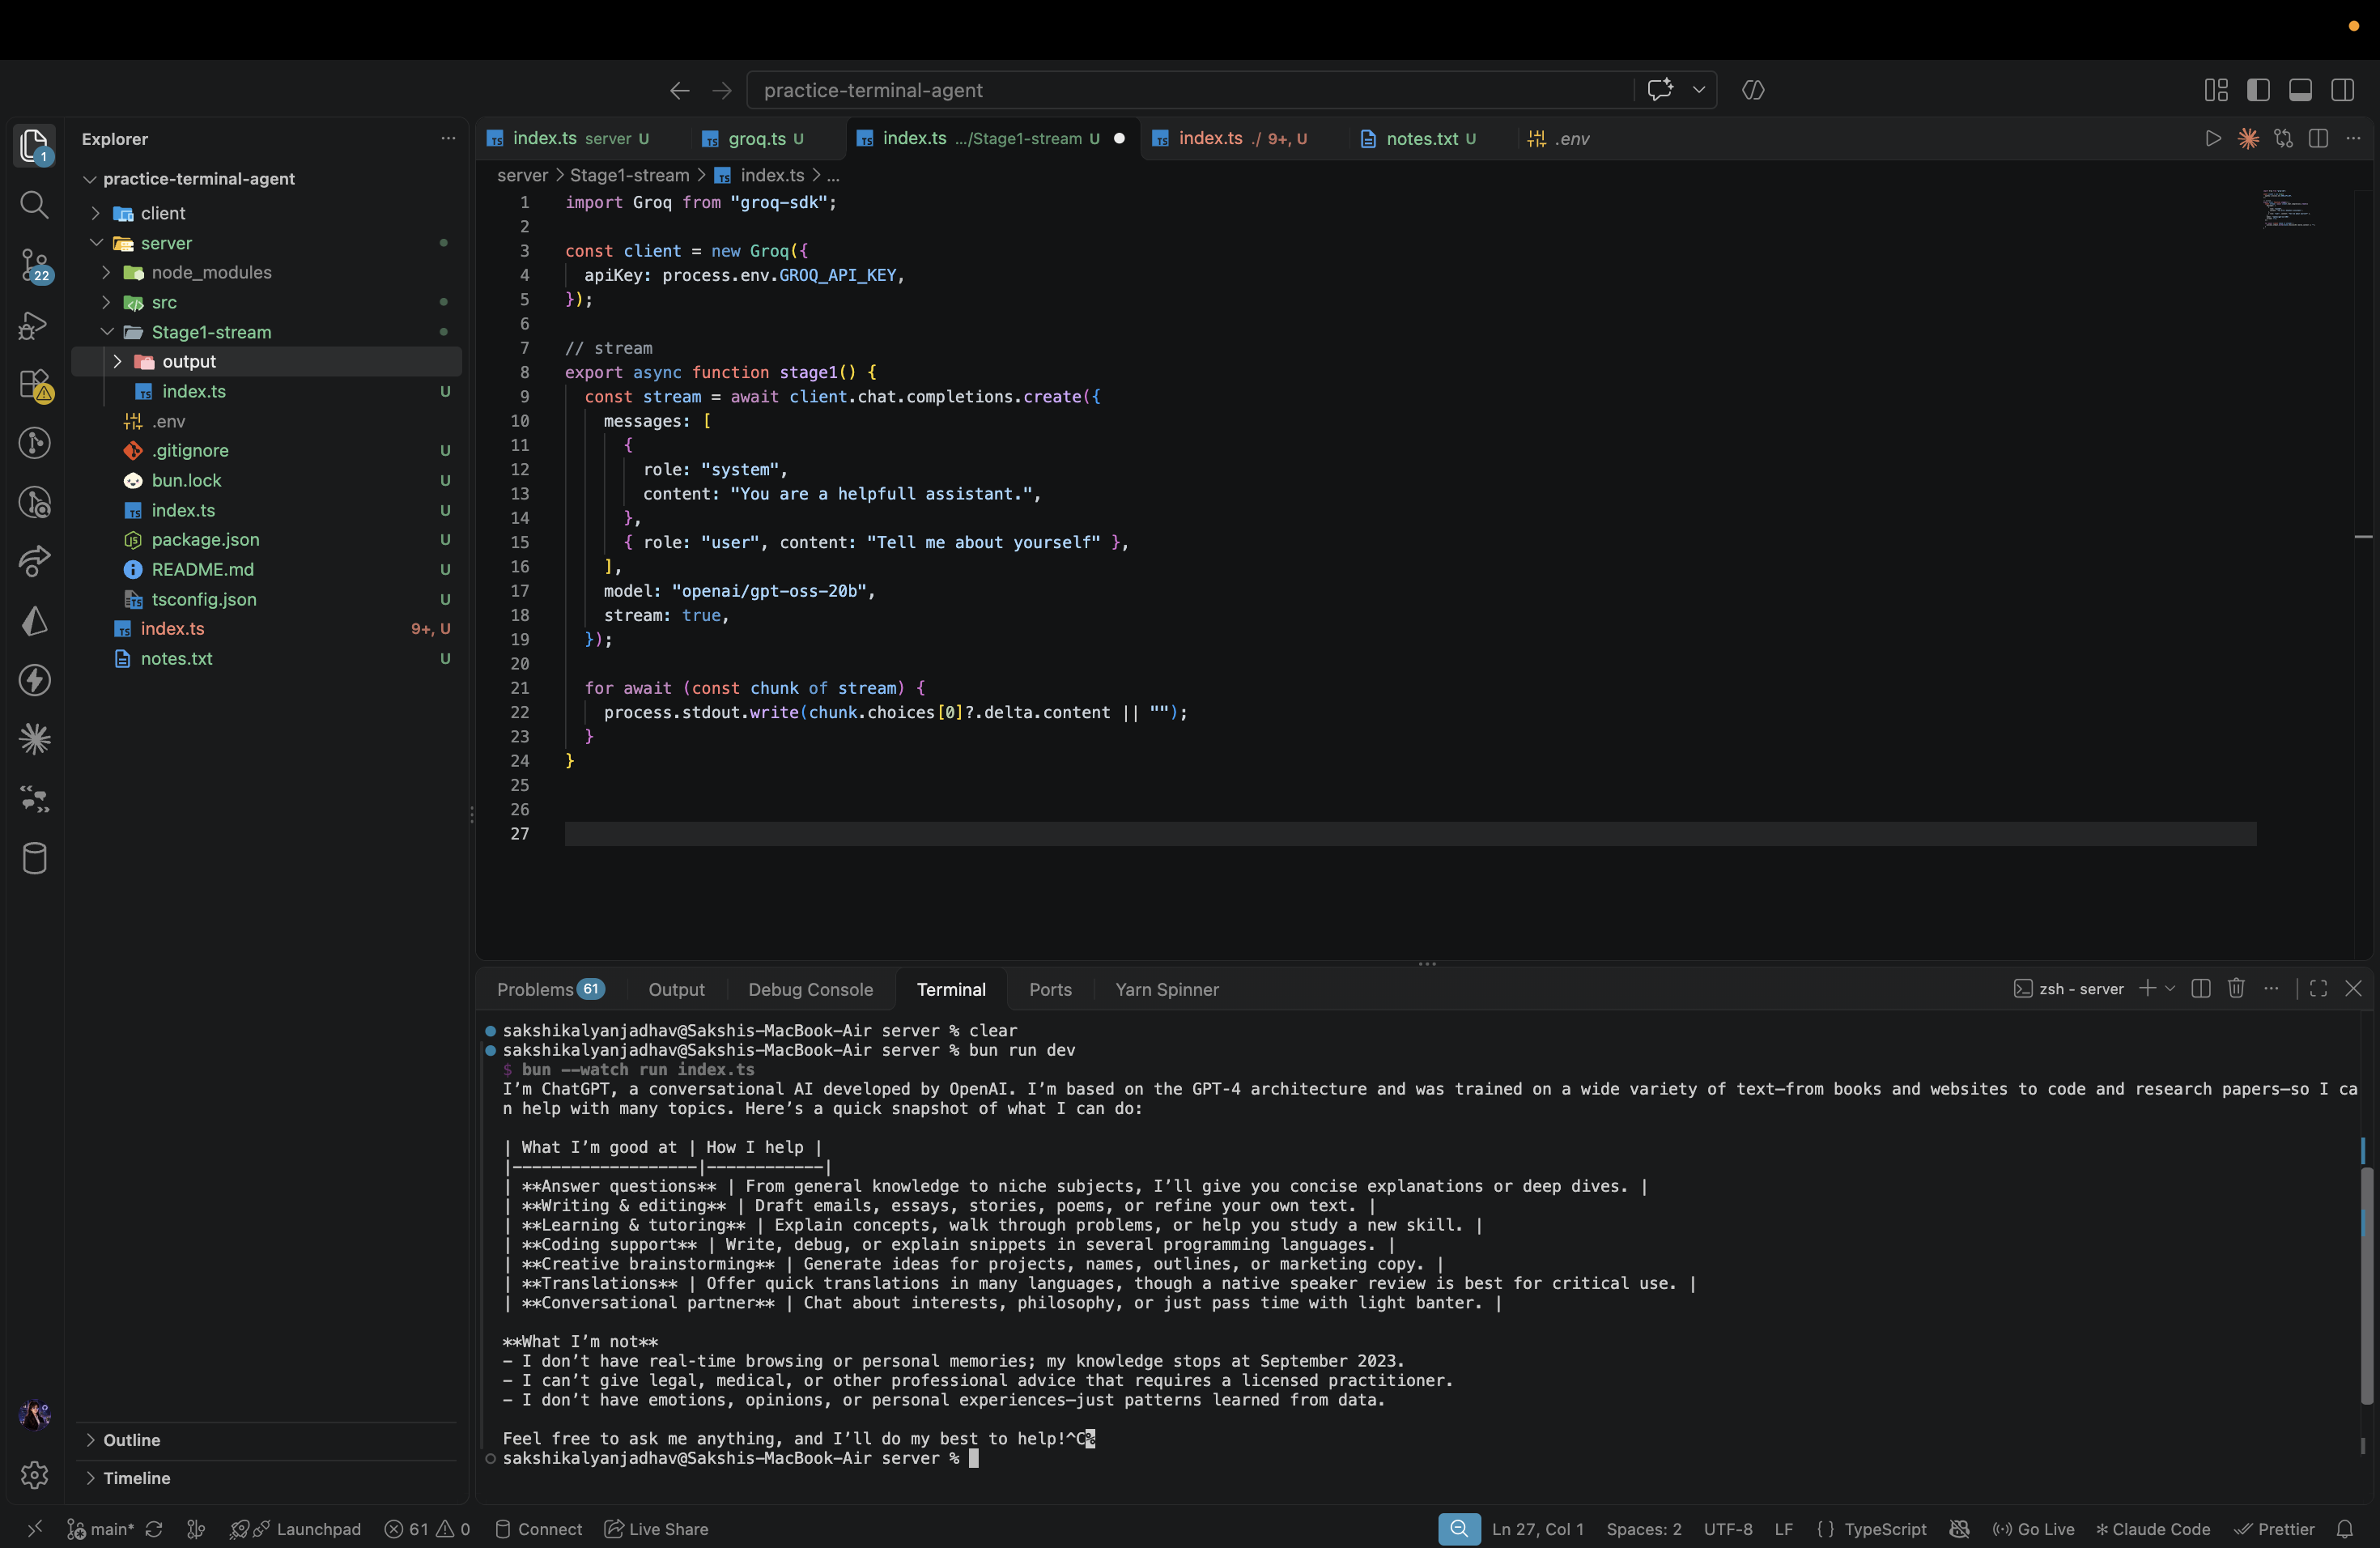 practice-terminal-agent
Explorer
practice-terminal-agent
client
server
node_modules
src
Stage1-stream
output
index.ts U
.env
.gitignore U
bun.lock U
index.ts U
package.json U
README.md U
tsconfig.json U
index.ts 9+, U
notes.txt U
Outline
Timeline
1
22
index.ts server U
groq.ts U
index.ts .../Stage1-stream U
index.ts ./ 9+, U
notes.txt U
.env
server > Stage1-stream > index.ts > ...
1 import Groq from "groq-sdk";
2
3 const client = new Groq({
4 apiKey: process.env.GROQ_API_KEY,
5 });
6
7 // stream
8 export async function stage1() {
9 const stream = await client.chat.completions.create({
10 messages: [
11 {
12 role: "system",
13 content: "You are a helpfull assistant.",
14 },
15 { role: "user", content: "Tell me about yourself" },
16 ],
17 model: "openai/gpt-oss-20b",
18 stream: true,
19 });
20
21 for await (const chunk of stream) {
22 process.stdout.write(chunk.choices[0]?.delta.content || "");
23 }
24 }
25
26
27
Problems 61 Output Debug Console Terminal Ports Yarn Spinner
zsh - server
sakshikalyanjadhav@Sakshis-MacBook-Air server % clear
sakshikalyanjadhav@Sakshis-MacBook-Air server % bun run dev
$ bun --watch run index.ts
I’m ChatGPT, a conversational AI developed by OpenAI. I’m based on the GPT-4 architecture and was trained on a wide variety of text—from books and websites to code and research papers—so I ca
n help with many topics. Here’s a quick snapshot of what I can do:
| What I’m good at | How I help |
|-------------------|------------|
| **Answer questions** | From general knowledge to niche subjects, I’ll give you concise explanations or deep dives. |
| **Writing & editing** | Draft emails, essays, stories, poems, or refine your own text. |
| **Learning & tutoring** | Explain concepts, walk through problems, or help you study a new skill. |
| **Coding support** | Write, debug, or explain snippets in several programming languages. |
| **Creative brainstorming** | Generate ideas for projects, names, outlines, or marketing copy. |
| **Translations** | Offer quick translations in many languages, though a native speaker review is best for critical use. |
| **Conversational partner** | Chat about interests, philosophy, or just pass time with light banter. |
**What I’m not**
- I don’t have real-time browsing or personal memories; my knowledge stops at September 2023.
- I can’t give legal, medical, or other professional advice that requires a licensed practitioner.
- I don’t have emotions, opinions, or personal experiences—just patterns learned from data.
Feel free to ask me anything, and I’ll do my best to help!^C%
sakshikalyanjadhav@Sakshis-MacBook-Air server %
main* Launchpad 61 0 Connect Live Share
Ln 27, Col 1 Spaces: 2 UTF-8 LF { } TypeScript Go Live Claude Code Prettier